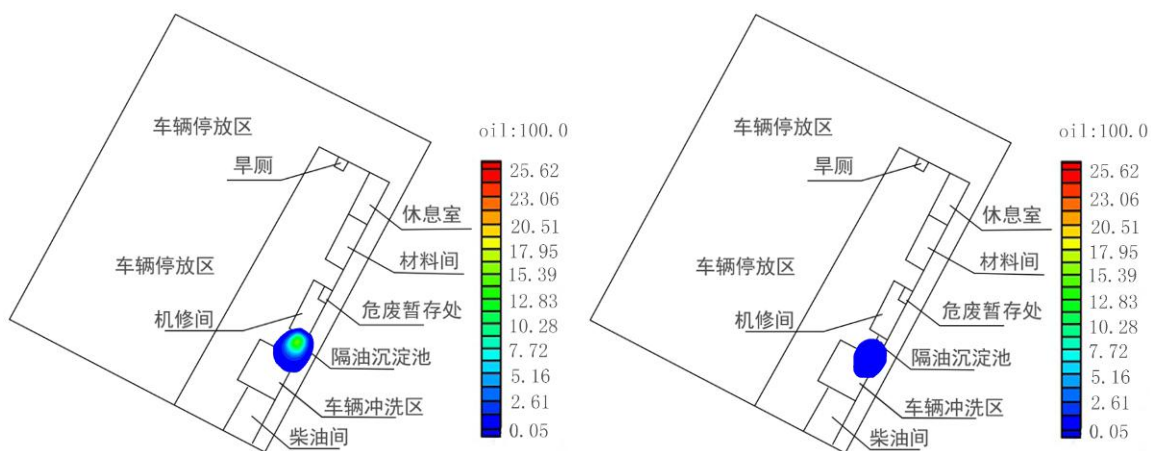 oil:100.0
车辆停放区
旱厕
25.62
23.06
20.51
17.95
15.39
12.83
10.28
7.72
5.16
2.61
0.05
休息室
材料间
车辆停放区
危废暂存处
机修间
隔油沉淀池
车辆冲洗区
柴油间
oil:100.0
车辆停放区
旱厕
25.62
23.06
20.51
17.95
15.39
12.83
10.28
7.72
5.16
2.61
0.05
休息室
材料间
车辆停放区
危废暂存处
机修间
隔油沉淀池
车辆冲洗区
柴油间